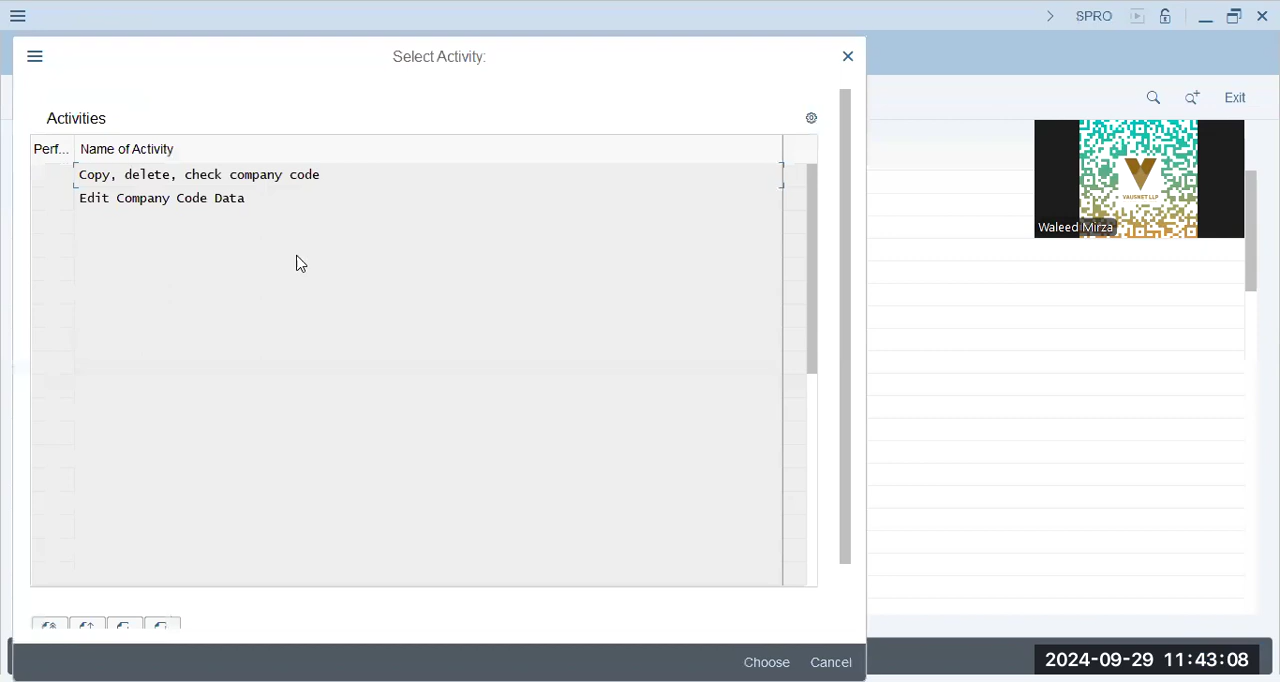 SPRO
Select Activity:
Exit
Activities
Perf... Name of Activity
Copy, delete, check company code
Edit Company Code Data
VAUSNET LLP
Waleed Mirza
Choose Cancel
2024-09-29 11:43:08